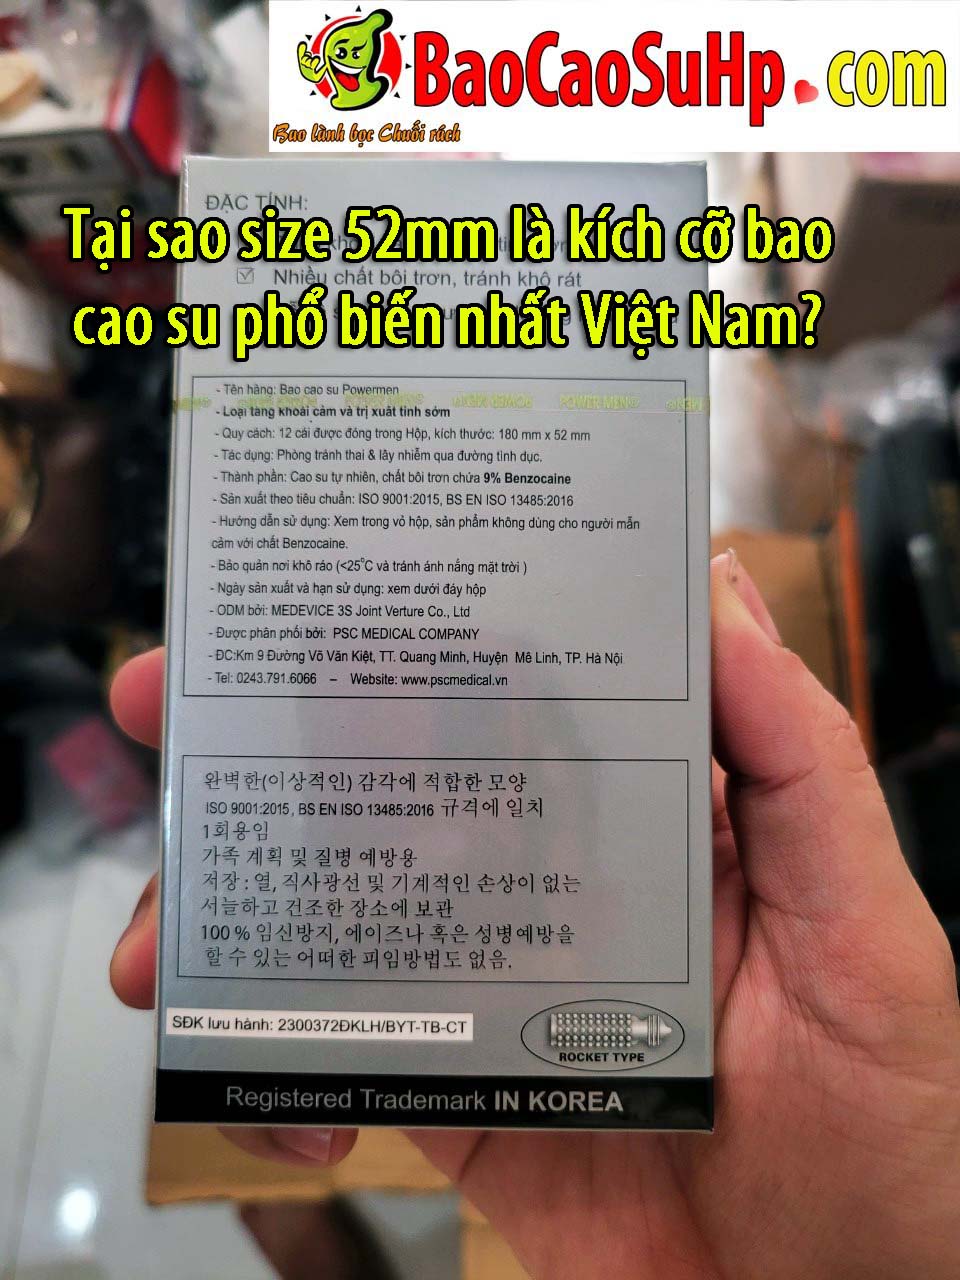 BaoCaoSuHp.com
Bao lành bọc Chuối rách
ĐẶC TÍNH:
Tại sao size 52mm là kích cỡ bao
Nhiều chất bôi trơn, tránh khô rát
cao su phổ biến nhất Việt Nam?
- Tên hàng: Bao cao su Powermen
POWER MEN®
- Loại tăng khoái cảm và trị xuất tinh sớm
- Quy cách: 12 cái được đóng trong Hộp, kích thước: 180 mm x 52 mm
- Tác dụng: Phòng tránh thai & lây nhiễm qua đường tình dục.
- Thành phần: Cao su tự nhiên, chất bôi trơn chứa 9% Benzocaine
- Sản xuất theo tiêu chuẩn: ISO 9001:2015, BS EN ISO 13485:2016
- Hướng dẫn sử dụng: Xem trong vỏ hộp, sản phẩm không dùng cho người mẫn
cảm với chất Benzocaine.
- Bảo quản nơi khô ráo (<25°C và tránh ánh nắng mặt trời )
- Ngày sản xuất và hạn sử dụng: xem dưới đáy hộp
- ODM bởi: MEDEVICE 3S Joint Verture Co., Ltd
- Được phân phối bởi: PSC MEDICAL COMPANY
- ĐC:Km 9 Đường Võ Văn Kiệt, TT. Quang Minh, Huyện Mê Linh, TP. Hà Nội
- Tel: 0243.791.6066 – Website: www.pscmedical.vn
완벽한(이상적인) 감각에 적합한 모양
ISO 9001:2015, BS EN ISO 13485:2016 규격에 일치
1회용임
가족 계획 및 질병 예방용
저장 : 열, 직사광선 및 기계적인 손상이 없는
서늘하고 건조한 장소에 보관
100 % 임신방지, 에이즈나 혹은 성병예방을
할 수 있는 어떠한 피임방법도 없음.
SĐK lưu hành: 2300372ĐKLH/BYT-TB-CT
ROCKET TYPE
Registered Trademark IN KOREA